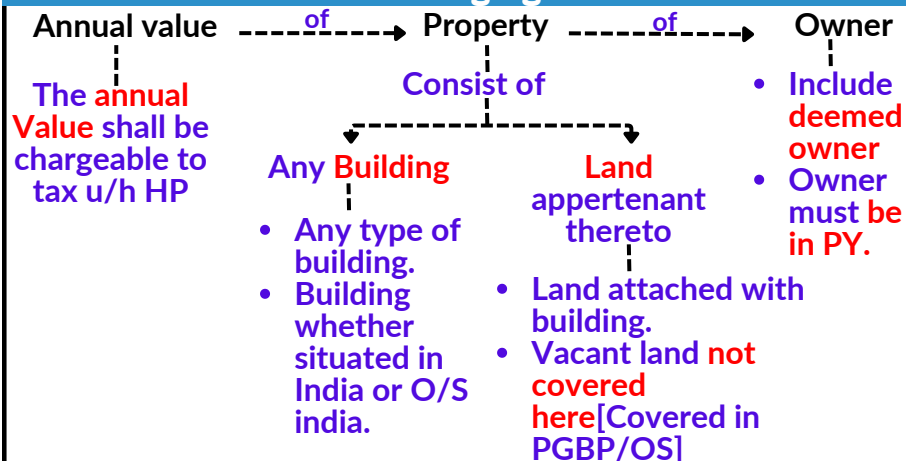 Annual value of Property of Owner
The annual
Value shall be
chargeable to
tax u/h HP
Consist of
Any Building
• Any type of
building.
• Building
whether
situated in
India or O/S
india.
Land
appertenant
thereto
• Land attached with
building.
• Vacant land not
covered
here[Covered in
PGBP/OS]
• Include
deemed
owner
• Owner
must be
in PY.